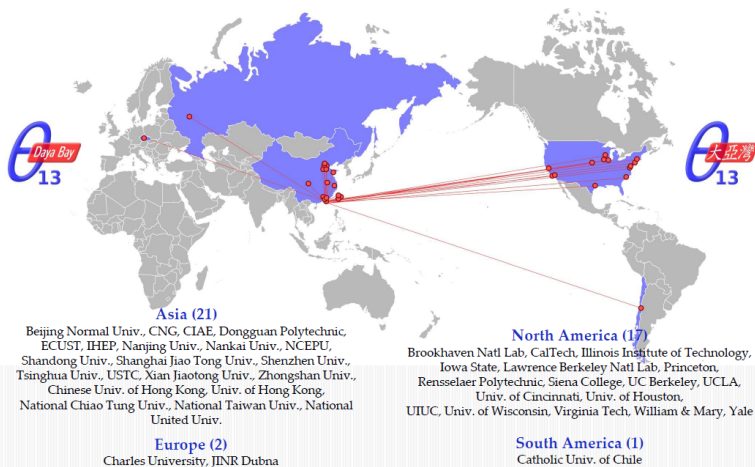 θ
Daya Bay
13
θ
大亞灣
13
Asia (21)
Beijing Normal Univ., CNG, CIAE, Dongguan Polytechnic,
ECUST, IHEP, Nanjing Univ., Nankai Univ., NCEPU,
Shandong Univ., Shanghai Jiao Tong Univ., Shenzhen Univ.,
Tsinghua Univ., USTC, Xian Jiaotong Univ., Zhongshan Univ.,
Chinese Univ. of Hong Kong, Univ. of Hong Kong,
National Chiao Tung Univ., National Taiwan Univ., National
United Univ.
Europe (2)
Charles University, JINR Dubna
North America (17)
Brookhaven Natl Lab, CalTech, Illinois Institute of Technology,
Iowa State, Lawrence Berkeley Natl Lab, Princeton,
Rensselaer Polytechnic, Siena College, UC Berkeley, UCLA,
Univ. of Cincinnati, Univ. of Houston,
UIUC, Univ. of Wisconsin, Virginia Tech, William & Mary, Yale
South America (1)
Catholic Univ. of Chile